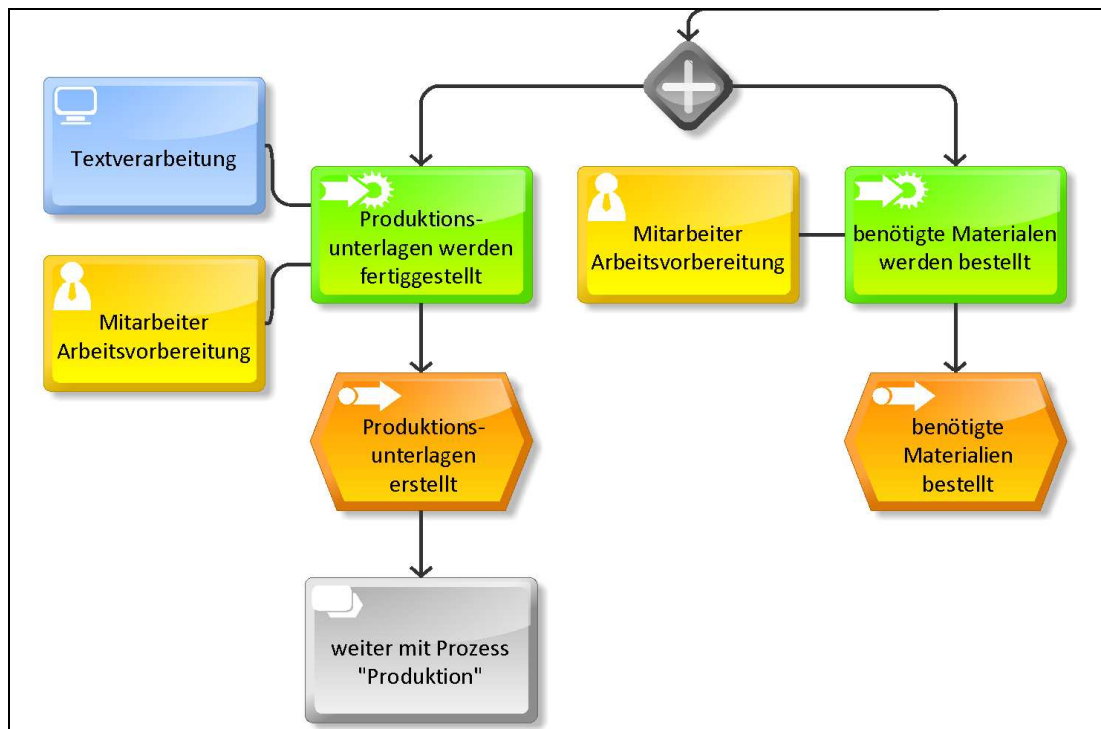 Textverarbeitung
Produktions-
unterlagen werden
fertiggestellt
Mitarbeiter
Arbeitsvorbereitung
benötigte Materialen
werden bestellt
Mitarbeiter
Arbeitsvorbereitung
Produktions-
unterlagen
erstellt
benötigte
Materialien
bestellt
weiter mit Prozess
"Produktion"